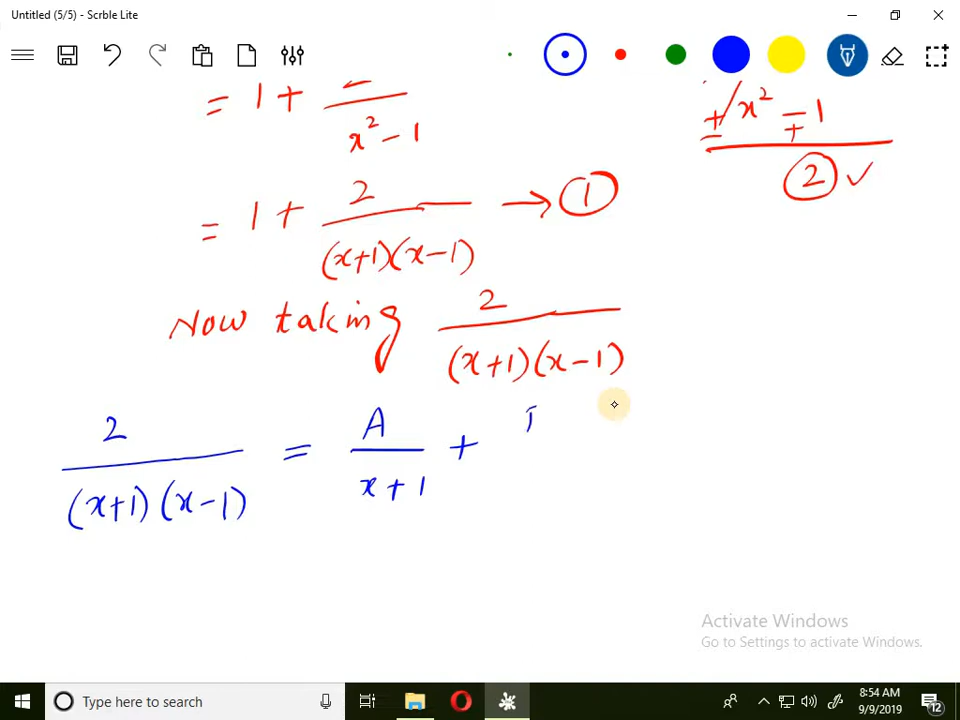 Untitled (5/5) - Scrble Lite
= 1 + 2/(x² - 1)
+ x² - 1
- +
2 ✓
= 1 + 2/((x+1)(x-1)) → ①
Now taking 2/((x+1)(x-1))
2/((x+1)(x-1)) = A/(x+1) +
Activate Windows
Go to Settings to activate Windows.
Type here to search
8:54 AM
9/9/2019
12